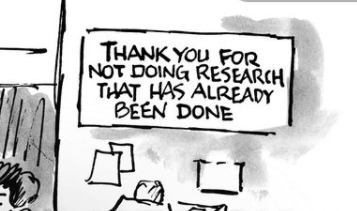 THANK YOU FOR
NOT DOING RESEARCH
THAT HAS ALREADY
BEEN DONE